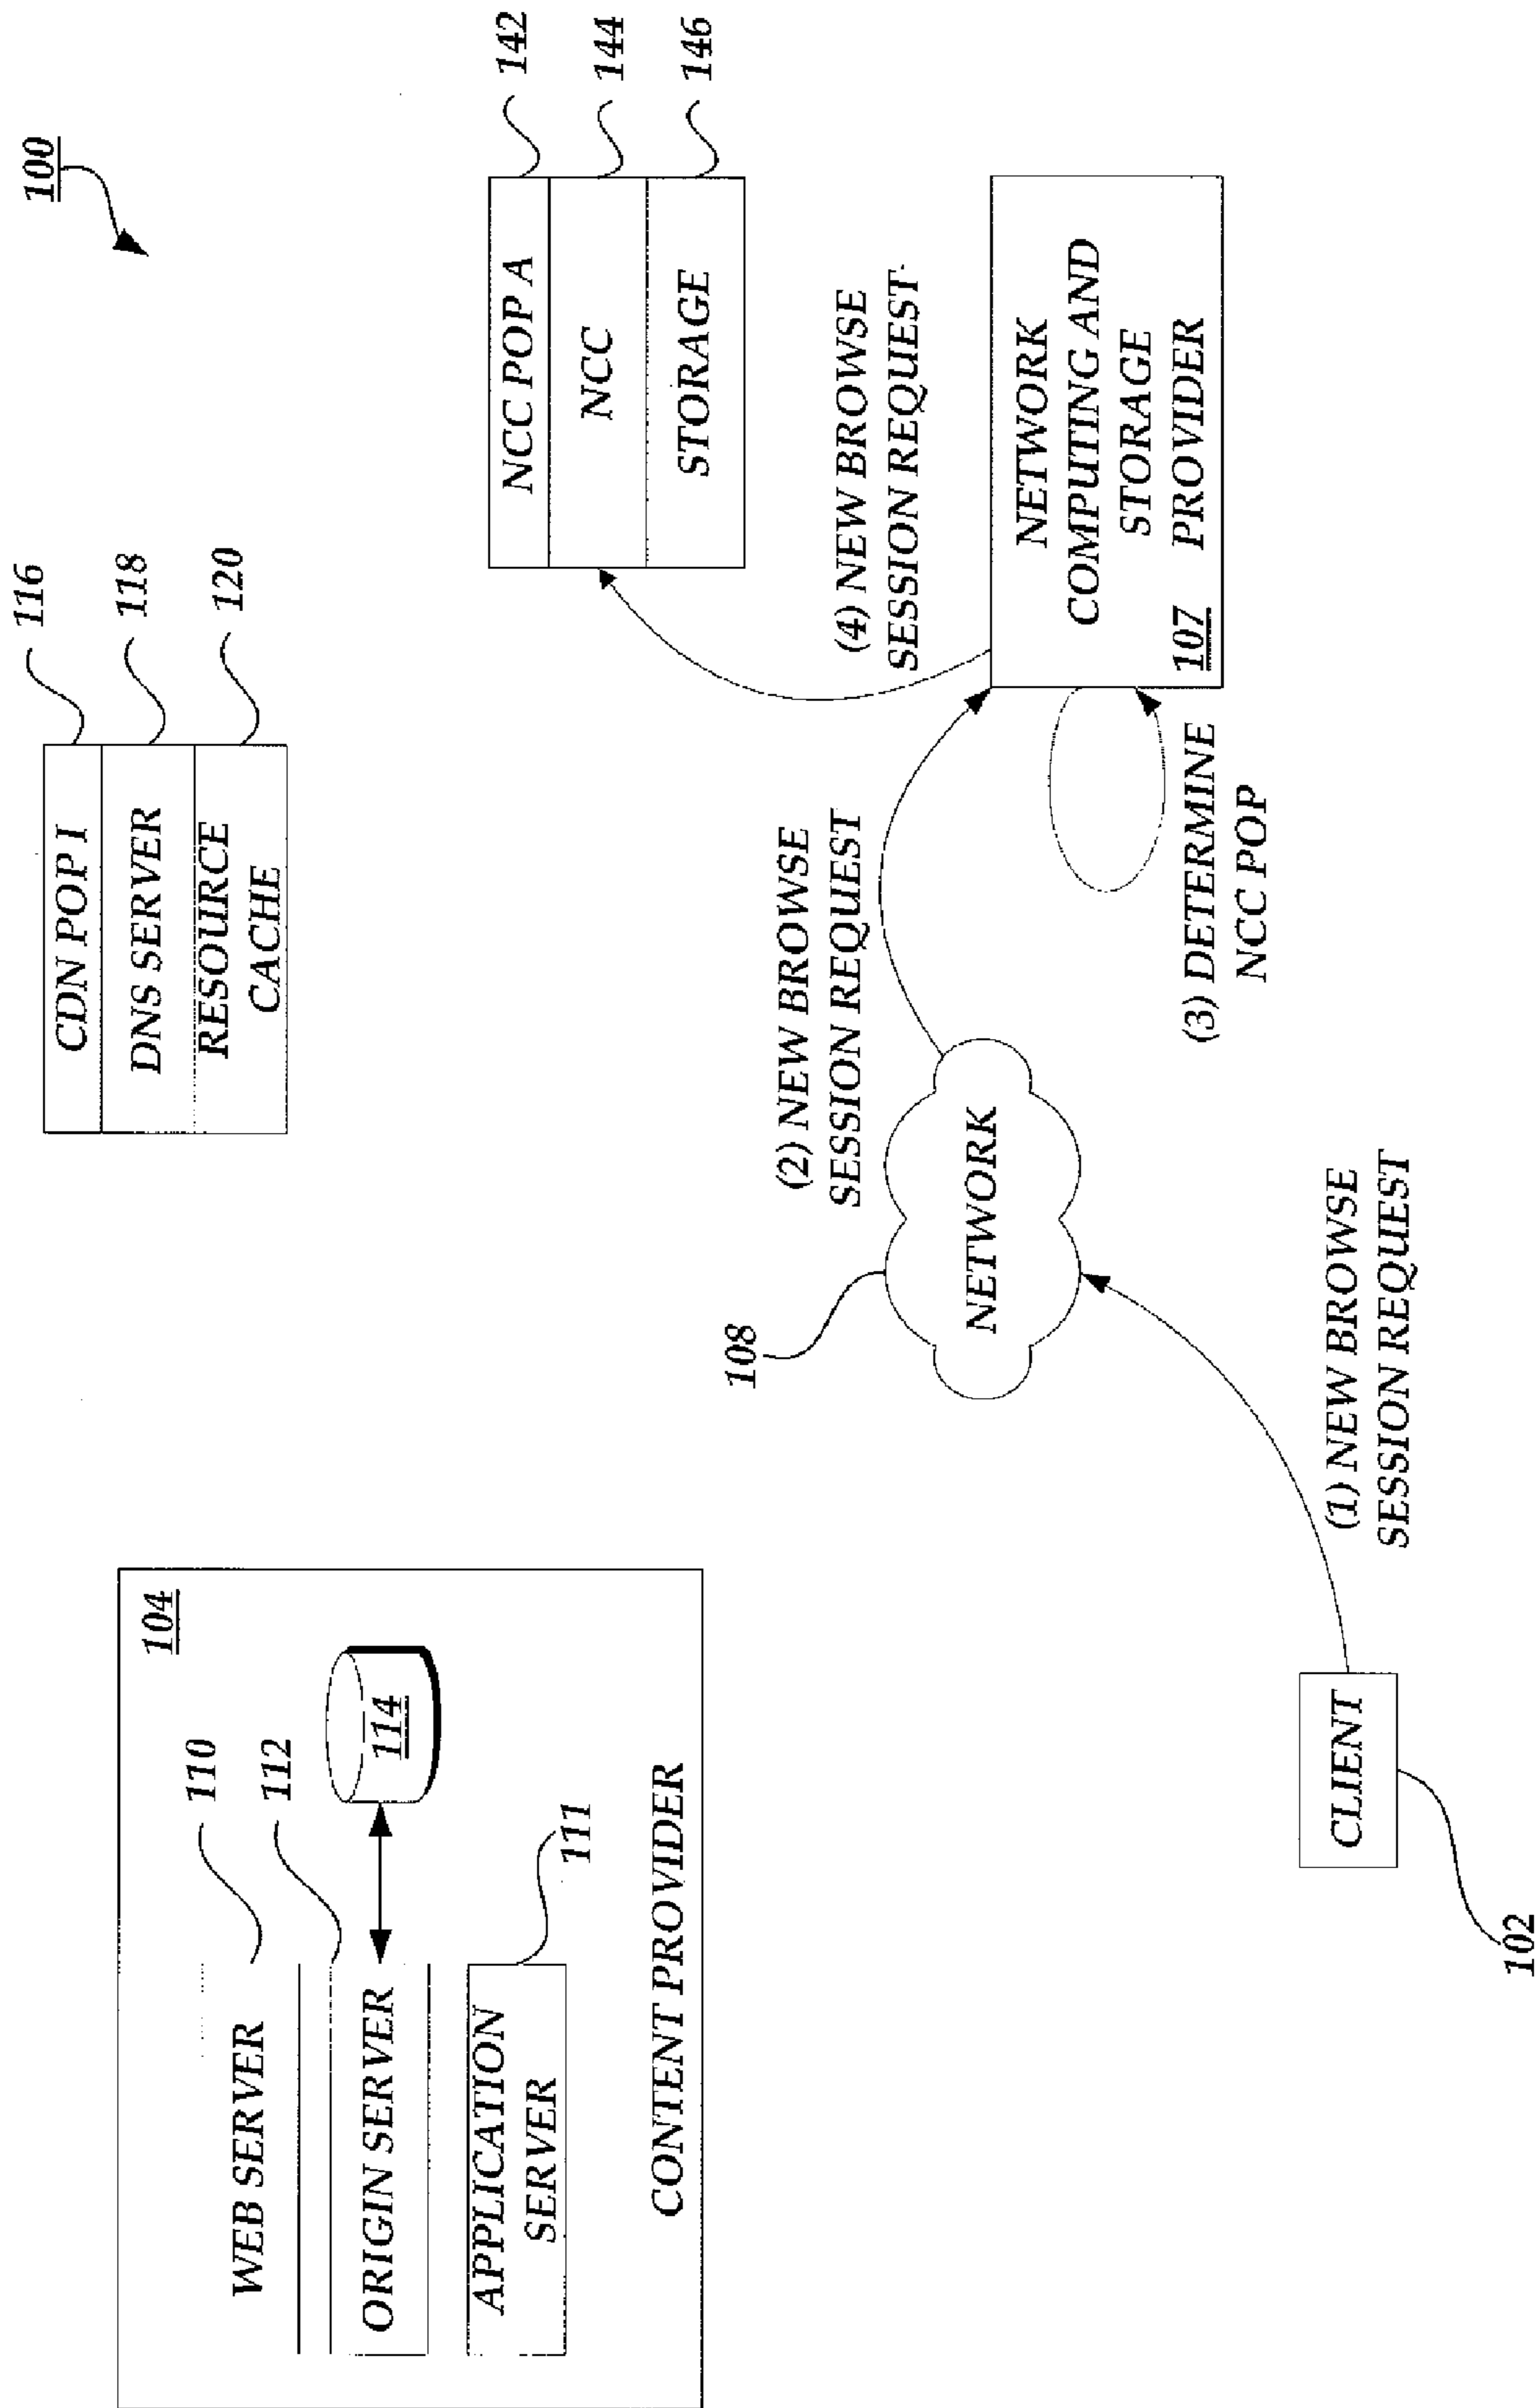 100
104
110
WEB SERVER
112
ORIGIN SERVER
114
APPLICATION
SERVER
111
CONTENT PROVIDER
CDN POP I
116
DNS SERVER
118
RESOURCE
CACHE
120
NCC POP A
142
NCC
144
STORAGE
146
108
NETWORK
(2) NEW BROWSE
SESSION REQUEST
(4) NEW BROWSE
SESSION REQUEST
NETWORK
COMPUTING AND
STORAGE
107 PROVIDER
(3) DETERMINE
NCC POP
CLIENT
102
(1) NEW BROWSE
SESSION REQUEST